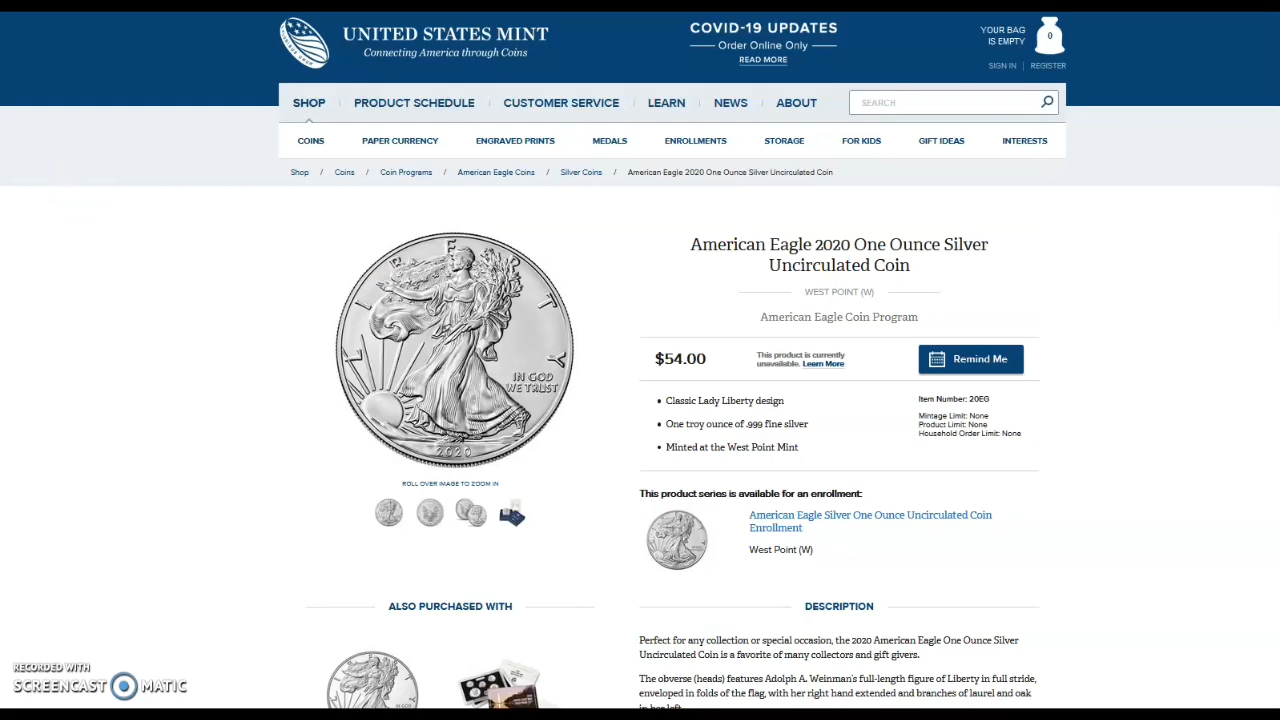 UNITED STATES MINT
Connecting America through Coins
COVID-19 UPDATES
Order Online Only
READ MORE
YOUR BAG
IS EMPTY
0
SIGN IN | REGISTER
SHOP
PRODUCT SCHEDULE
CUSTOMER SERVICE
LEARN
NEWS
ABOUT
SEARCH
COINS
PAPER CURRENCY
ENGRAVED PRINTS
MEDALS
ENROLLMENTS
STORAGE
FOR KIDS
GIFT IDEAS
INTERESTS
Shop / Coins / Coin Programs / American Eagle Coins / Silver Coins / American Eagle 2020 One Ounce Silver Uncirculated Coin
LIBERTY
IN GOD
WE TRUST
2020
ROLL OVER IMAGE TO ZOOM IN
American Eagle 2020 One Ounce Silver
Uncirculated Coin
WEST POINT (W)
American Eagle Coin Program
$54.00
This product is currently
unavailable. Learn More
Remind Me
• Classic Lady Liberty design
• One troy ounce of .999 fine silver
• Minted at the West Point Mint
Item Number: 20EG
Mintage Limit: None
Product Limit: None
Household Order Limit: None
This product series is available for an enrollment:
American Eagle Silver One Ounce Uncirculated Coin
Enrollment
West Point (W)
ALSO PURCHASED WITH
DESCRIPTION
Perfect for any collection or special occasion, the 2020 American Eagle One Ounce Silver
Uncirculated Coin is a favorite of many collectors and gift givers.
The obverse (heads) features Adolph A. Weinman's full-length figure of Liberty in full stride,
enveloped in folds of the flag, with her right hand extended and branches of laurel and oak
in her left.
RECORDED WITH
SCREENCAST MATIC